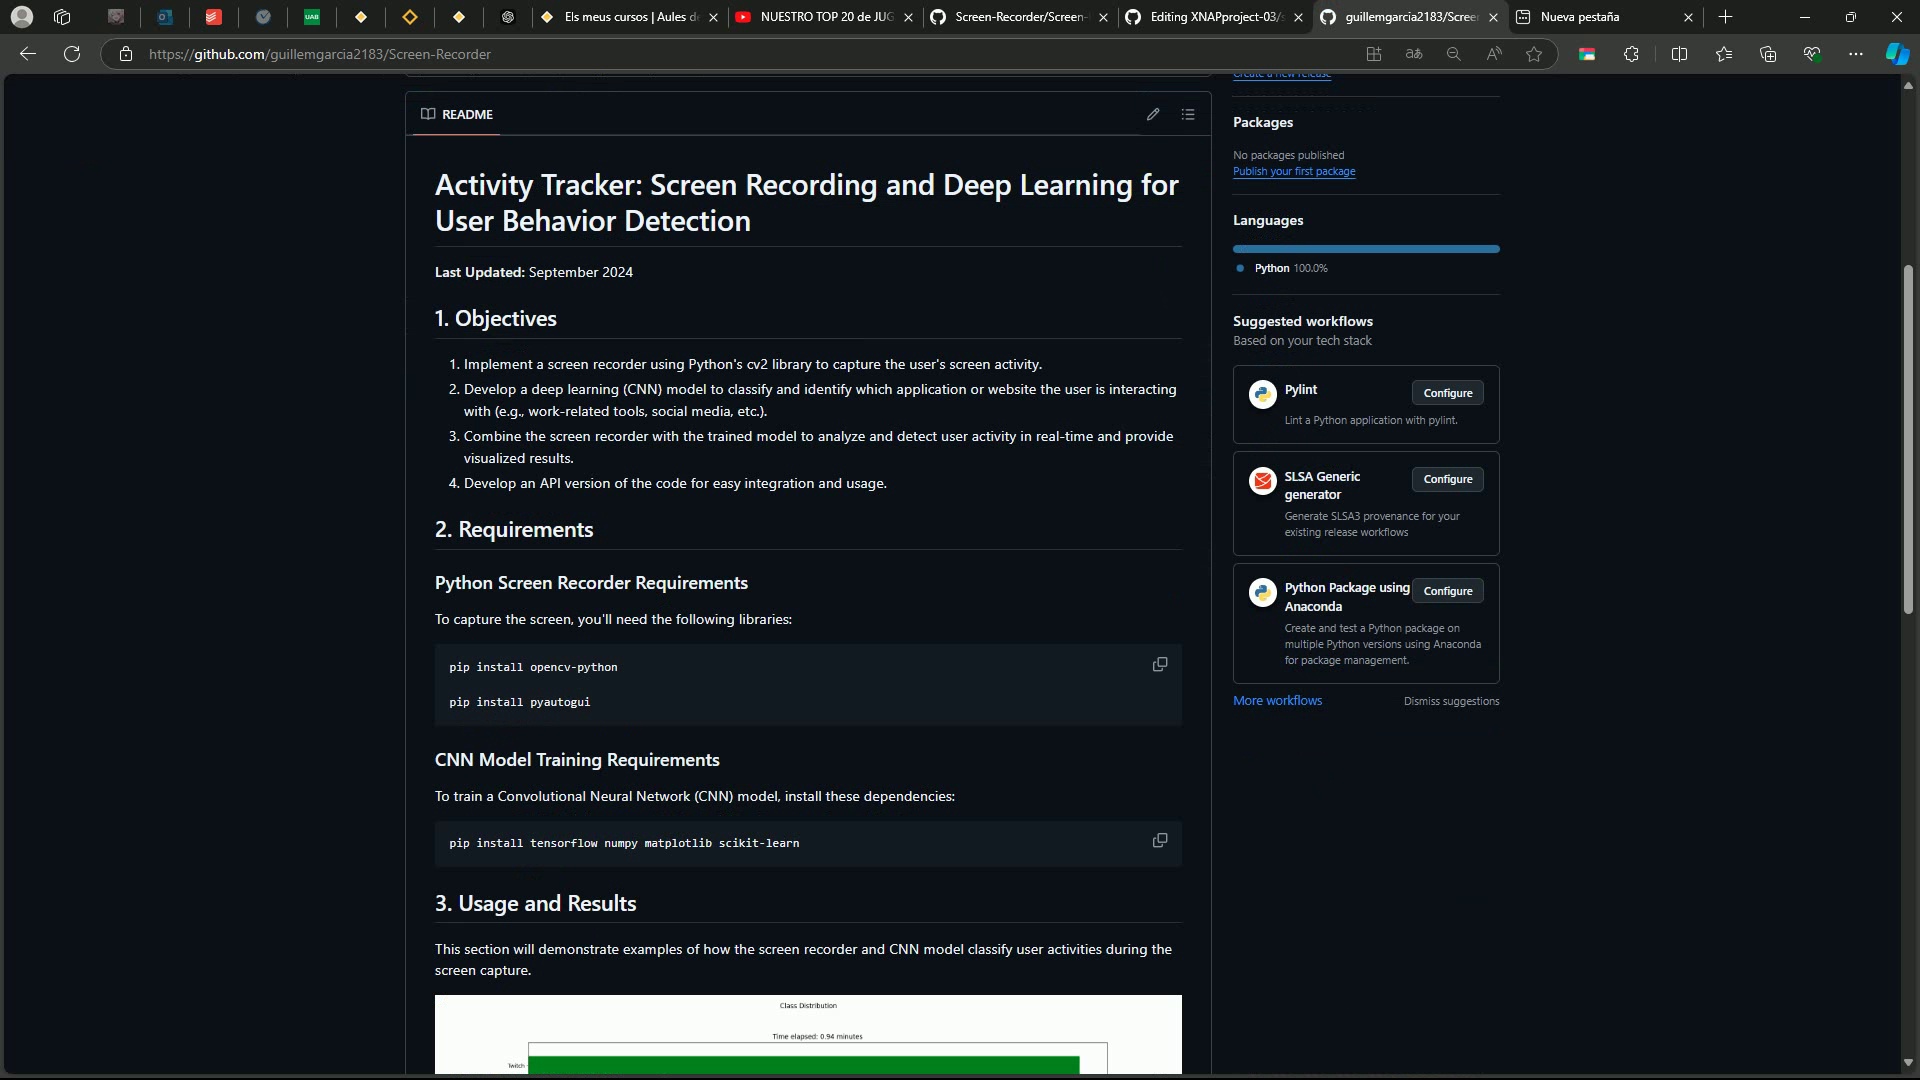 Els meus cursos | Aules d
NUESTRO TOP 20 de JUG
Screen-Recorder/Screen-
Editing XNAPproject-03/s
guillemgarcia2183/Scree
Nueva pestaña
UAB
https://github.com/guillemgarcia2183/Screen-Recorder
aあ
Create a new release
README
Activity Tracker: Screen Recording and Deep Learning for
User Behavior Detection
Last Updated: September 2024
1. Objectives
1. Implement a screen recorder using Python's cv2 library to capture the user's screen activity.
2. Develop a deep learning (CNN) model to classify and identify which application or website the user is interacting
with (e.g., work-related tools, social media, etc.).
3. Combine the screen recorder with the trained model to analyze and detect user activity in real-time and provide
visualized results.
4. Develop an API version of the code for easy integration and usage.
2. Requirements
Python Screen Recorder Requirements
To capture the screen, you'll need the following libraries:
pip install opencv-python
pip install pyautogui
CNN Model Training Requirements
To train a Convolutional Neural Network (CNN) model, install these dependencies:
pip install tensorflow numpy matplotlib scikit-learn
3. Usage and Results
This section will demonstrate examples of how the screen recorder and CNN model classify user activities during the
screen capture.
Class Distribution
Time elapsed: 0.94 minutes
Twitch
Packages
No packages published
Publish your first package
Languages
Python 100.0%
Suggested workflows
Based on your tech stack
Pylint
Configure
Lint a Python application with pylint.
SLSA Generic
generator
Configure
Generate SLSA3 provenance for your
existing release workflows
Python Package using
Anaconda
Configure
Create and test a Python package on
multiple Python versions using Anaconda
for package management.
More workflows
Dismiss suggestions